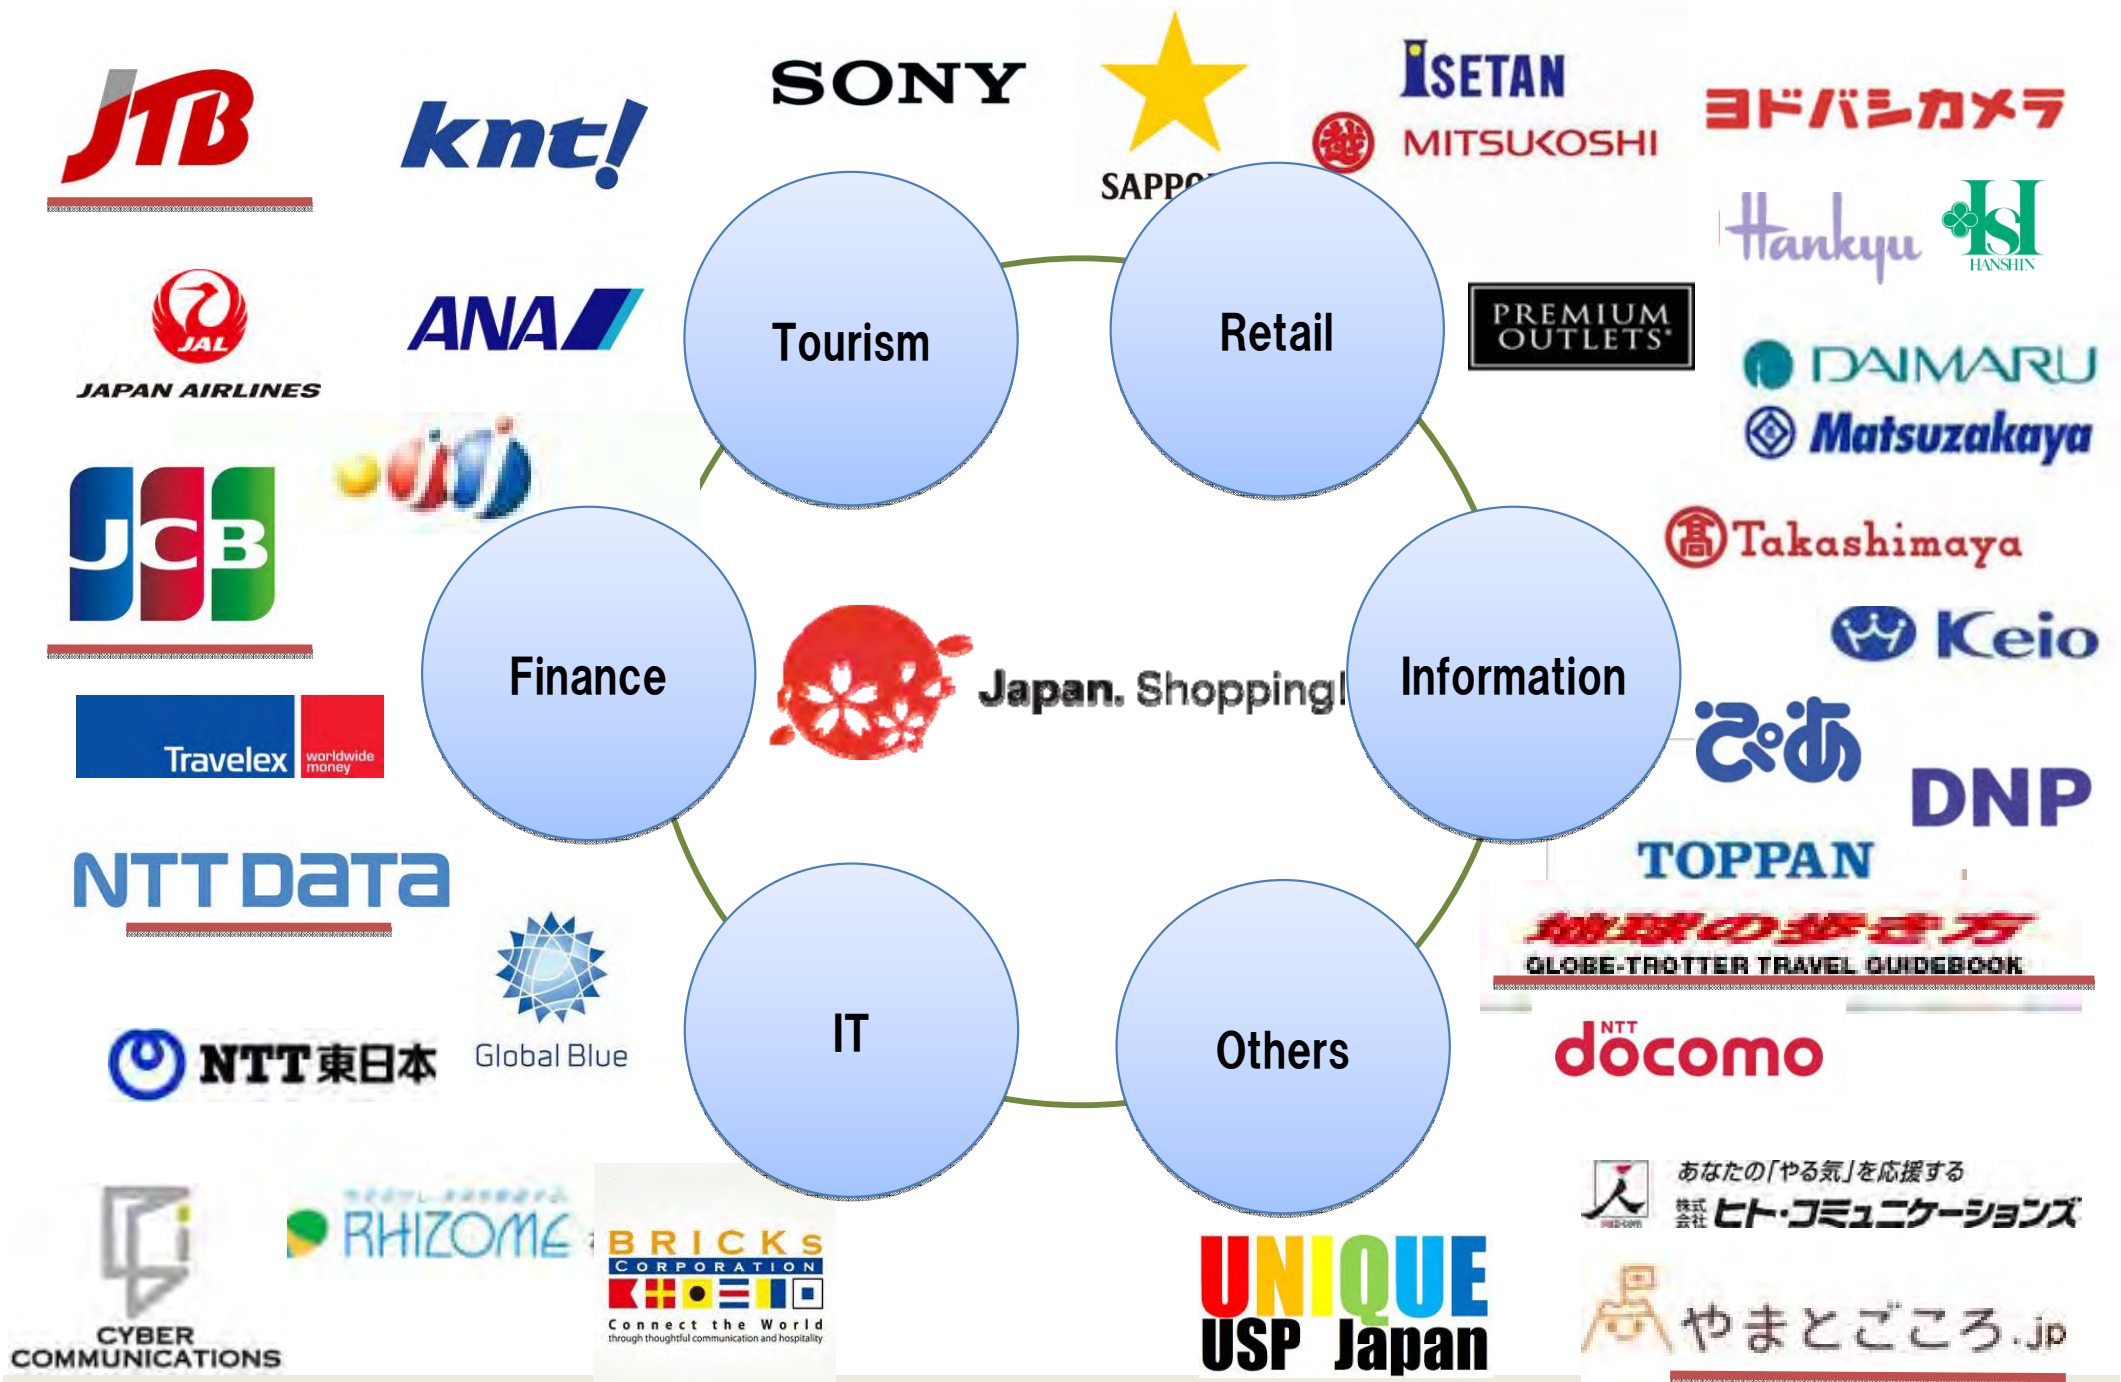 JTB
knt!
SONY
SAPPO
ISETAN
越 MITSUKOSHI
ヨドバシカメラ
Hankyu
HSI
HANSHIN
JAL
JAPAN AIRLINES
ANA
Tourism
Retail
PREMIUM
OUTLETS®
DAIMARU
Matsuzakaya
JCB
髙 Takashimaya
Finance
Japan. Shopping!
Information
Keio
Travelex worldwide
money
ぴあ
DNP
NTT DATA
TOPPAN
地球の歩き方
GLOBE-TROTTER TRAVEL GUIDEBOOK
Global Blue
NTT東日本
IT
Others
NTT
docomo
CYBER
COMMUNICATIONS
RHIZOME
BRICKS
CORPORATION
Connect the World
through thoughtful communication and hospitality
UNIQUE
USP Japan
あなたの「やる気」を応援する
株式会社 ヒト・コミュニケーションズ
やまとごころ.jp